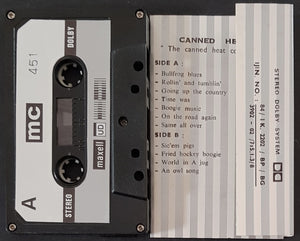 DOLBY
451
mc
maxell
A
STEREO
CANNED HE
- The canned heat co
SIDE A :
- Bullfrog blues
- Rollin' and tumblin'
- Going up the country
- Time was
- Boogie music
- On the road again
- Same all over
SIDE B :
- Sic'em pigs
- Fried hockey boogie
- World in A jug
- An owl song
STEREO DOLBY SYSTEM
IJIN NO :